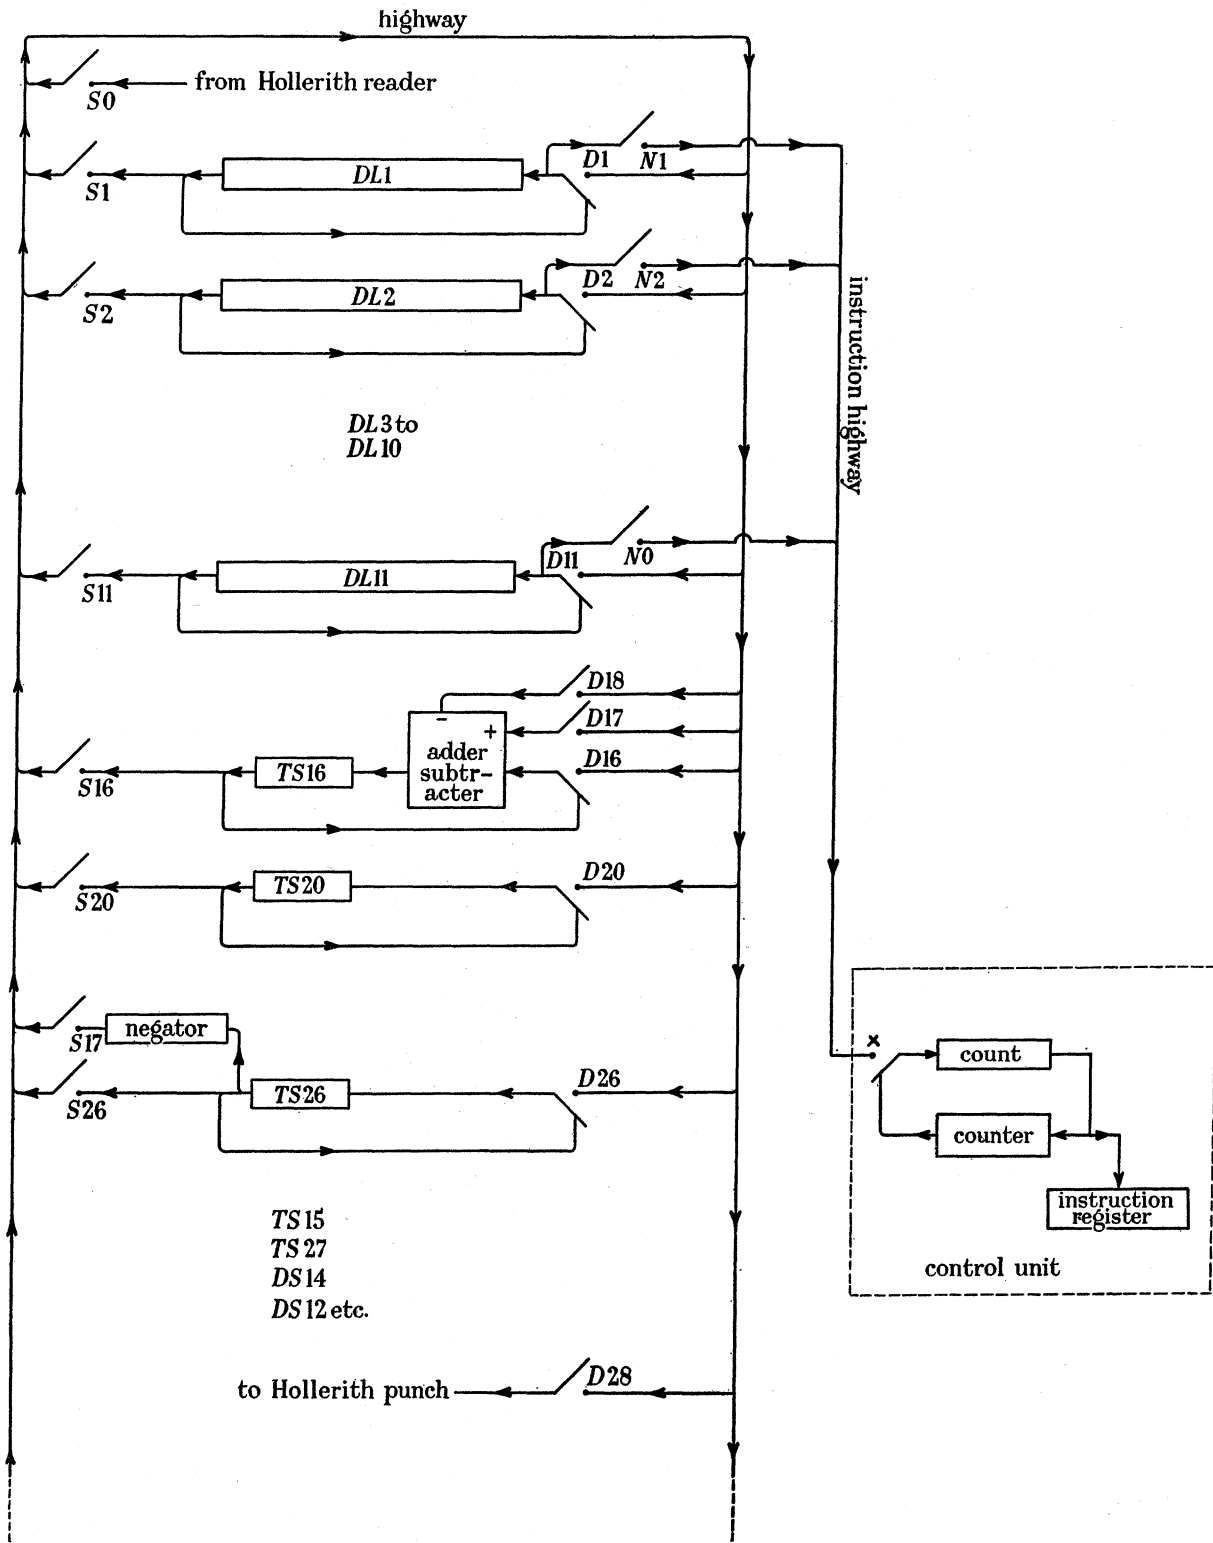 highway
from Hollerith reader
S0
D1
N1
DL1
S1
D2
N2
DL2
S2
instruction highway
DL3 to
DL10
D11
N0
DL11
S11
D18
−
+
D17
adder
subtr-
acter
D16
TS16
S16
D20
TS20
S20
negator
S17
x
count
TS26
D26
S26
counter
instruction
register
control unit
TS15
TS27
DS14
DS12 etc.
to Hollerith punch
D28